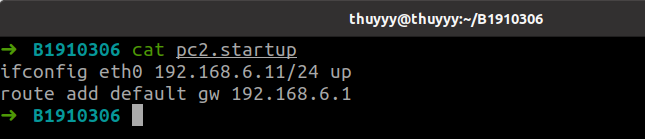 thuyyy@thuyyy:~/B1910306
➜ B1910306 cat pc2.startup
ifconfig eth0 192.168.6.11/24 up
route add default gw 192.168.6.1
➜ B1910306